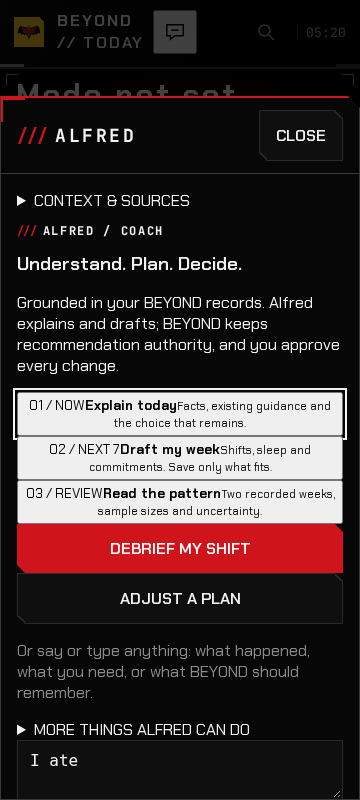 BEYOND
// TODAY
05:20
Mode not set
/// ALFRED
CLOSE
▶ CONTEXT & SOURCES
/// ALFRED / COACH
Understand. Plan. Decide.
Grounded in your BEYOND records. Alfred
explains and drafts; BEYOND keeps
recommendation authority, and you approve
every change.
01 / NOWExplain todayFacts, existing guidance and
the choice that remains.
02 / NEXT 7Draft my weekShifts, sleep and
commitments. Save only what fits.
03 / REVIEWRead the patternTwo recorded weeks,
sample sizes and uncertainty.
DEBRIEF MY SHIFT
ADJUST A PLAN
Or say or type anything: what happened,
what you need, or what BEYOND should
remember.
▶ MORE THINGS ALFRED CAN DO
I ate